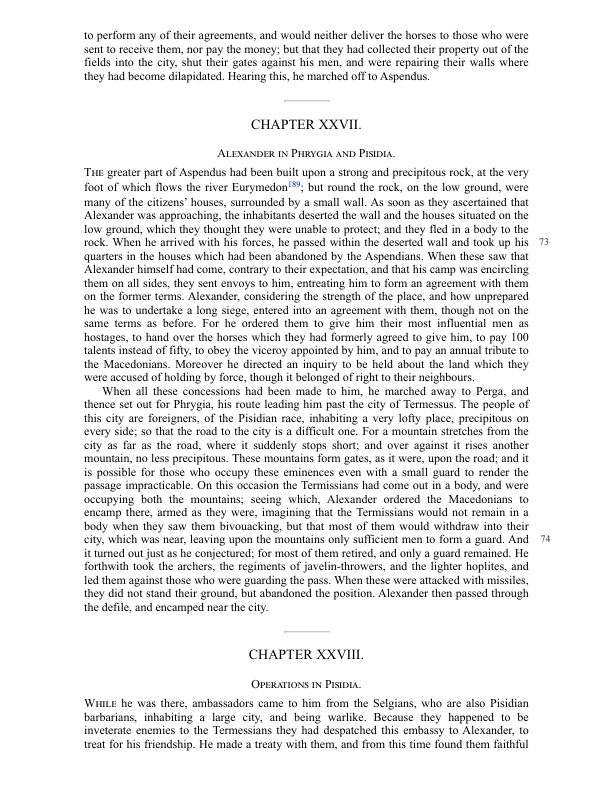 to perform any of their agreements, and would neither deliver the horses to those who were
sent to receive them, nor pay the money; but that they had collected their property out of the
fields into the city, shut their gates against his men, and were repairing their walls where
they had become dilapidated. Hearing this, he marched off to Aspendus.
CHAPTER XXVII.
Alexander in Phrygia and Pisidia.
The greater part of Aspendus had been built upon a strong and precipitous rock, at the very
foot of which flows the river Eurymedon189; but round the rock, on the low ground, were
many of the citizens’ houses, surrounded by a small wall. As soon as they ascertained that
Alexander was approaching, the inhabitants deserted the wall and the houses situated on the
low ground, which they thought they were unable to protect; and they fled in a body to the
rock. When he arrived with his forces, he passed within the deserted wall and took up his 73
quarters in the houses which had been abandoned by the Aspendians. When these saw that
Alexander himself had come, contrary to their expectation, and that his camp was encircling
them on all sides, they sent envoys to him, entreating him to form an agreement with them
on the former terms. Alexander, considering the strength of the place, and how unprepared
he was to undertake a long siege, entered into an agreement with them, though not on the
same terms as before. For he ordered them to give him their most influential men as
hostages, to hand over the horses which they had formerly agreed to give him, to pay 100
talents instead of fifty, to obey the viceroy appointed by him, and to pay an annual tribute to
the Macedonians. Moreover he directed an inquiry to be held about the land which they
were accused of holding by force, though it belonged of right to their neighbours.
When all these concessions had been made to him, he marched away to Perga, and
thence set out for Phrygia, his route leading him past the city of Termessus. The people of
this city are foreigners, of the Pisidian race, inhabiting a very lofty place, precipitous on
every side; so that the road to the city is a difficult one. For a mountain stretches from the
city as far as the road, where it suddenly stops short; and over against it rises another
mountain, no less precipitous. These mountains form gates, as it were, upon the road; and it
is possible for those who occupy these eminences even with a small guard to render the
passage impracticable. On this occasion the Termissians had come out in a body, and were
occupying both the mountains; seeing which, Alexander ordered the Macedonians to
encamp there, armed as they were, imagining that the Termissians would not remain in a
body when they saw them bivouacking, but that most of them would withdraw into their
city, which was near, leaving upon the mountains only sufficient men to form a guard. And 74
it turned out just as he conjectured; for most of them retired, and only a guard remained. He
forthwith took the archers, the regiments of javelin-throwers, and the lighter hoplites, and
led them against those who were guarding the pass. When these were attacked with missiles,
they did not stand their ground, but abandoned the position. Alexander then passed through
the defile, and encamped near the city.
CHAPTER XXVIII.
Operations in Pisidia.
While he was there, ambassadors came to him from the Selgians, who are also Pisidian
barbarians, inhabiting a large city, and being warlike. Because they happened to be
inveterate enemies to the Termessians they had despatched this embassy to Alexander, to
treat for his friendship. He made a treaty with them, and from this time found them faithful